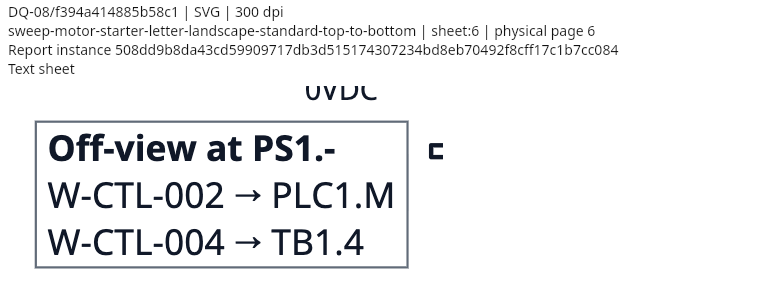 DQ-08/f394a414885b58c1 | SVG | 300 dpi
sweep-motor-starter-letter-landscape-standard-top-to-bottom | sheet:6 | physical page 6
Report instance 508dd9b8da43cd59909717db3d515174307234bd8eb70492f8cff17c1b7cc084
Text sheet
0VDC
Off-view at PS1.-
W-CTL-002 → PLC1.M
W-CTL-004 → TB1.4